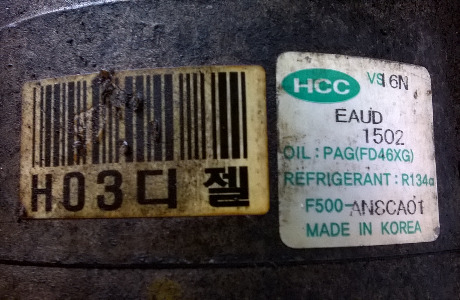 H03디젤
HCC VS16N
EAUD
1502
OIL : PAG(FD46XG)
REFRIGERANT : R134a
F500-AN8CA01
MADE IN KOREA